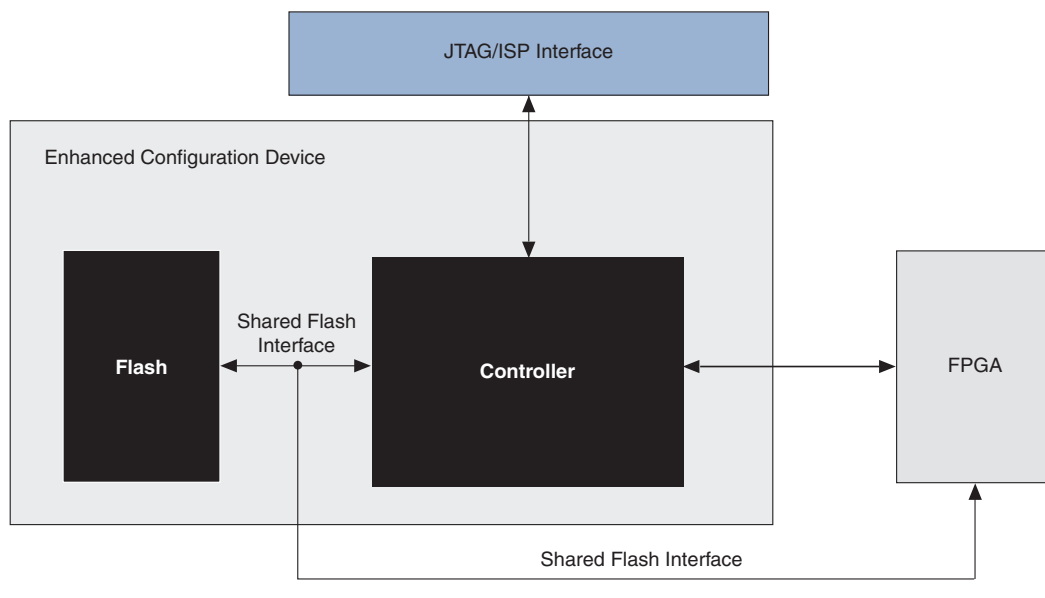 JTAG/ISP Interface
Enhanced Configuration Device
Shared Flash
Interface
Flash
Controller
FPGA
Shared Flash Interface